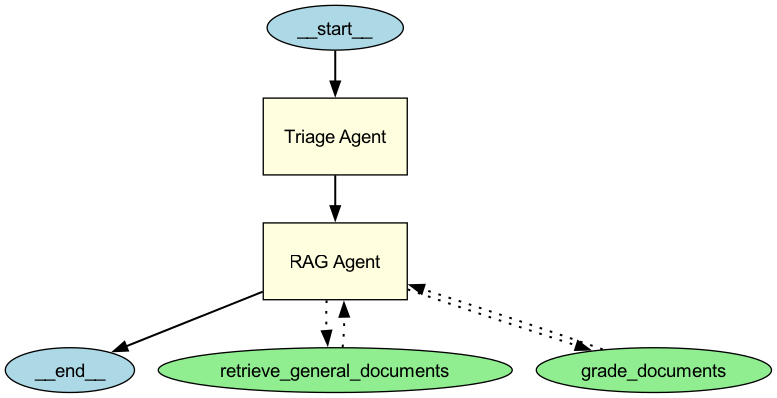 __start__
Triage Agent
RAG Agent
__end__
retrieve_general_documents
grade_documents